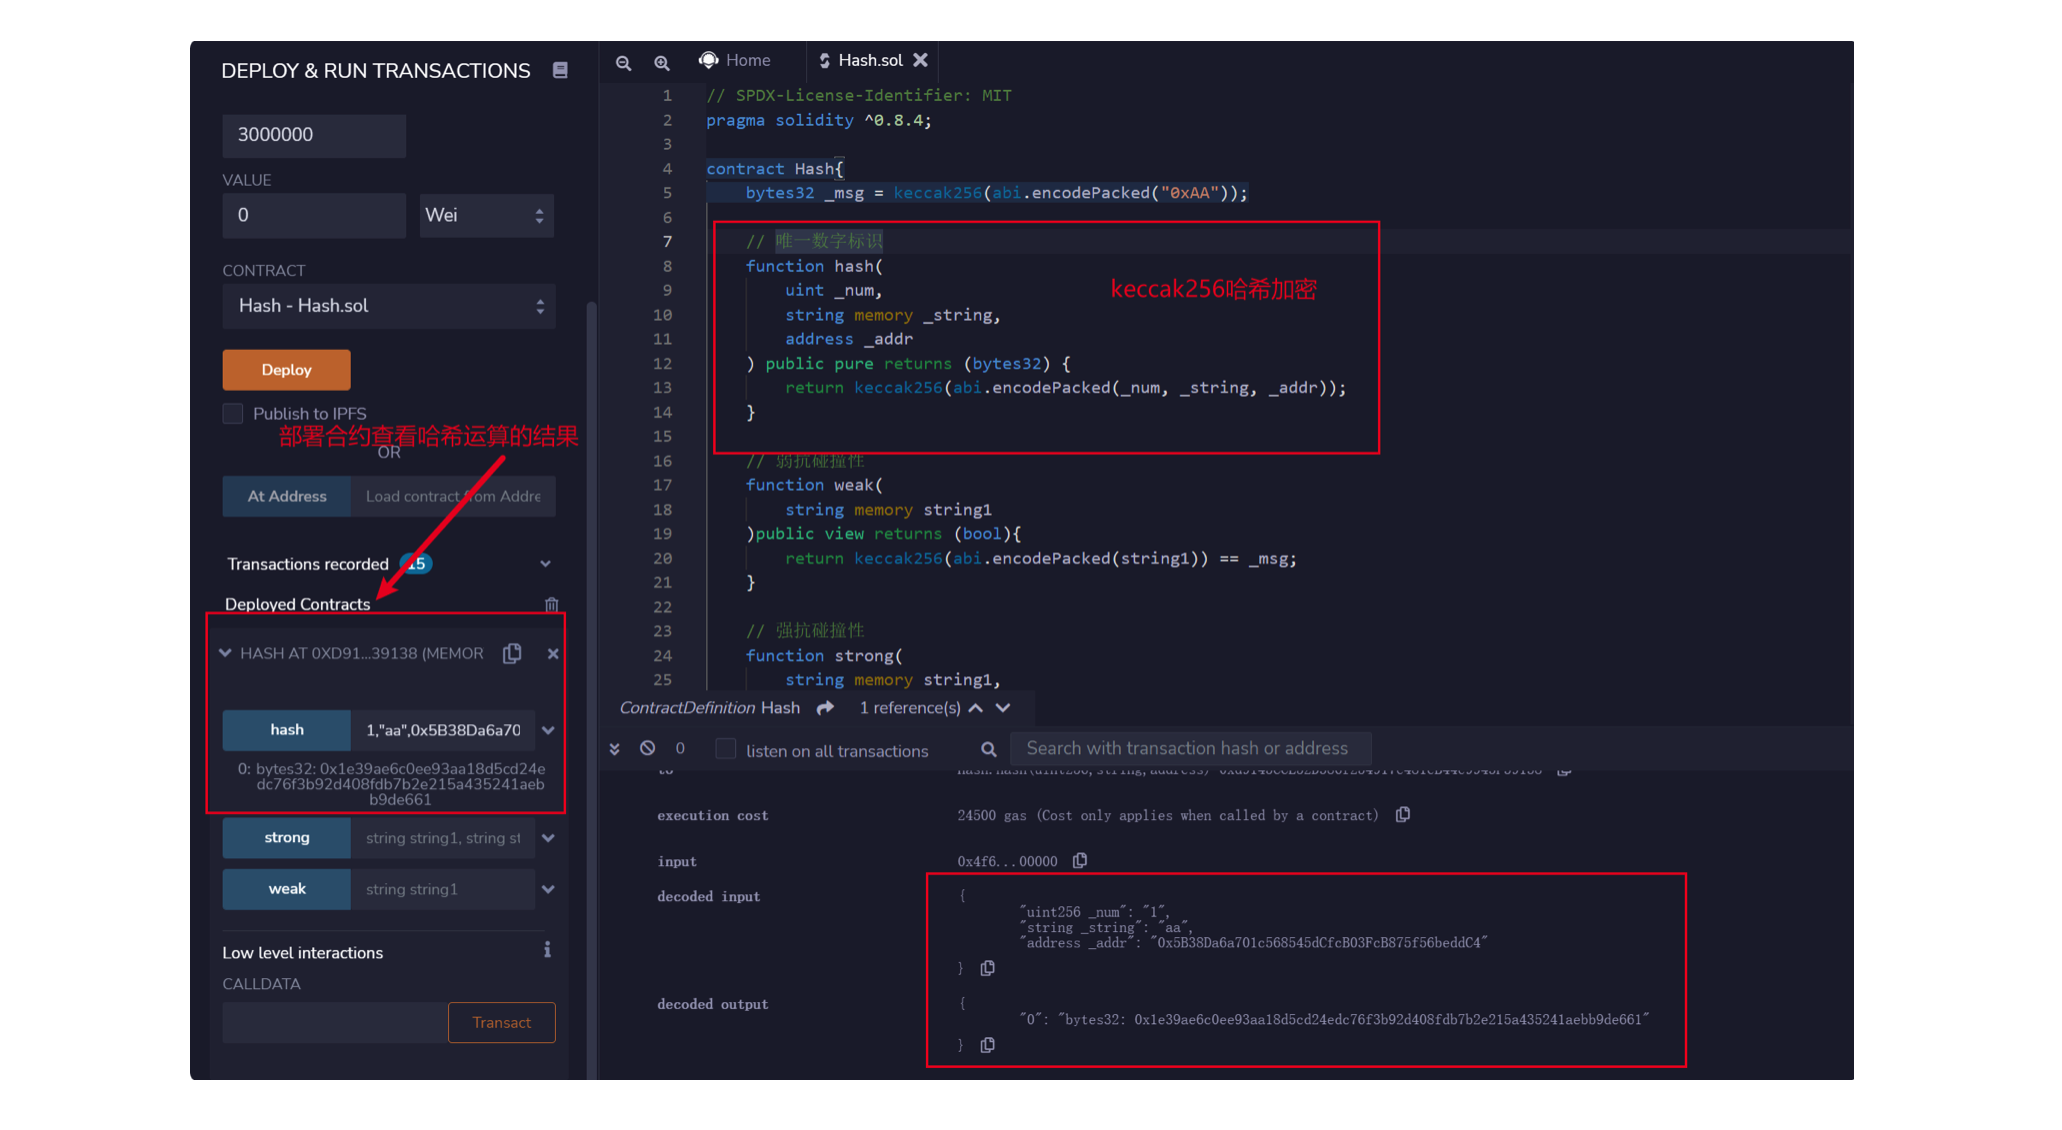 DEPLOY & RUN TRANSACTIONS
3000000
VALUE
0
Wei
CONTRACT
Hash - Hash.sol
Deploy
Publish to IPFS
部署合约查看哈希运算的结果
OR
At Address
Load contract from Addre
Transactions recorded 15
Deployed Contracts
HASH AT 0XD91...39138 (MEMOR
hash
1,"aa",0x5B38Da6a70
0: bytes32: 0x1e39ae6c0ee93aa18d5cd24e
dc76f3b92d408fdb7b2e215a435241aeb
b9de661
strong
string string1, string st
weak
string string1
Low level interactions
i
CALLDATA
Transact
Home
Hash.sol
1 // SPDX-License-Identifier: MIT
2 pragma solidity ^0.8.4;
3
4 contract Hash{
5 bytes32 _msg = keccak256(abi.encodePacked("0xAA"));
6
7 // 唯一数字标识
8 function hash(
9 uint _num,
keccak256哈希加密
10 string memory _string,
11 address _addr
12 ) public pure returns (bytes32) {
13 return keccak256(abi.encodePacked(_num, _string, _addr));
14 }
15
16 // 弱抗碰撞性
17 function weak(
18 string memory string1
19 )public view returns (bool){
20 return keccak256(abi.encodePacked(string1)) == _msg;
21 }
22
23 // 强抗碰撞性
24 function strong(
25 string memory string1,
ContractDefinition Hash 1 reference(s)
0
listen on all transactions
Search with transaction hash or address
to
execution cost
24500 gas (Cost only applies when called by a contract)
input
0x4f6...00000
decoded input
{
"uint256 _num": "1",
"string _string": "aa",
"address _addr": "0x5B38Da6a701c568545dCfcB03FcB875f56beddC4"
}
decoded output
{
"0": "bytes32: 0x1e39ae6c0ee93aa18d5cd24edc76f3b92d408fdb7b2e215a435241aebb9de661"
}